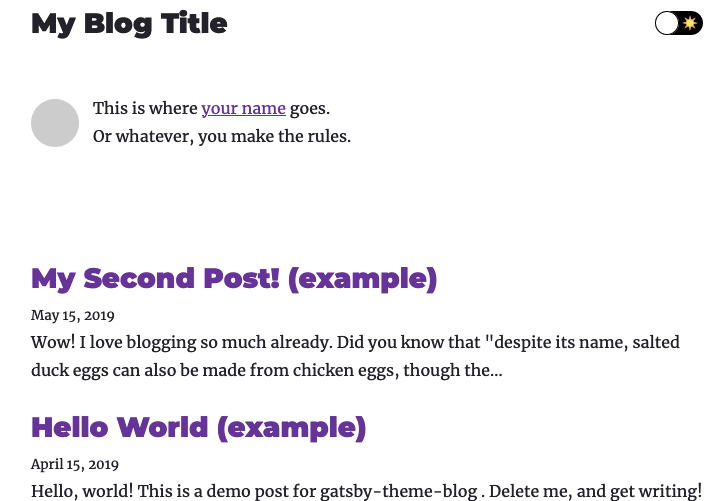 My Blog Title
This is where your name goes.
Or whatever, you make the rules.
My Second Post! (example)
May 15, 2019
Wow! I love blogging so much already. Did you know that "despite its name, salted
duck eggs can also be made from chicken eggs, though the…
Hello World (example)
April 15, 2019
Hello, world! This is a demo post for gatsby-theme-blog . Delete me, and get writing!